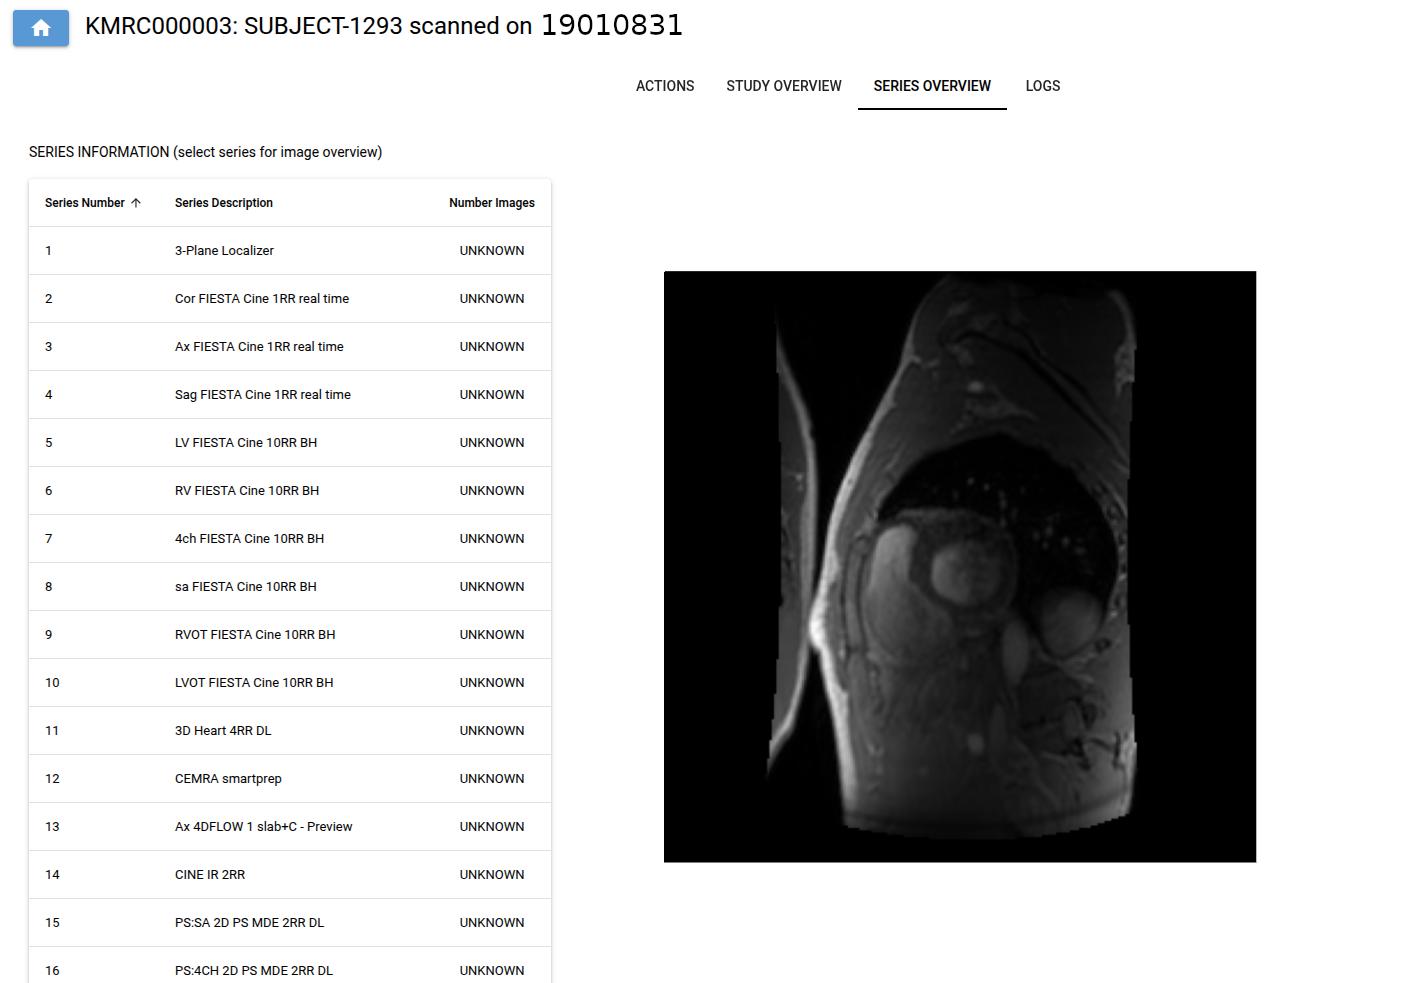 KMRC000003: SUBJECT-1293 scanned on 19010831
ACTIONS STUDY OVERVIEW SERIES OVERVIEW LOGS
SERIES INFORMATION (select series for image overview)
Series Number Series Description Number Images
1 3-Plane Localizer UNKNOWN
2 Cor FIESTA Cine 1RR real time UNKNOWN
3 Ax FIESTA Cine 1RR real time UNKNOWN
4 Sag FIESTA Cine 1RR real time UNKNOWN
5 LV FIESTA Cine 10RR BH UNKNOWN
6 RV FIESTA Cine 10RR BH UNKNOWN
7 4ch FIESTA Cine 10RR BH UNKNOWN
8 sa FIESTA Cine 10RR BH UNKNOWN
9 RVOT FIESTA Cine 10RR BH UNKNOWN
10 LVOT FIESTA Cine 10RR BH UNKNOWN
11 3D Heart 4RR DL UNKNOWN
12 CEMRA smartprep UNKNOWN
13 Ax 4DFLOW 1 slab+C - Preview UNKNOWN
14 CINE IR 2RR UNKNOWN
15 PS:SA 2D PS MDE 2RR DL UNKNOWN
16 PS:4CH 2D PS MDE 2RR DL UNKNOWN